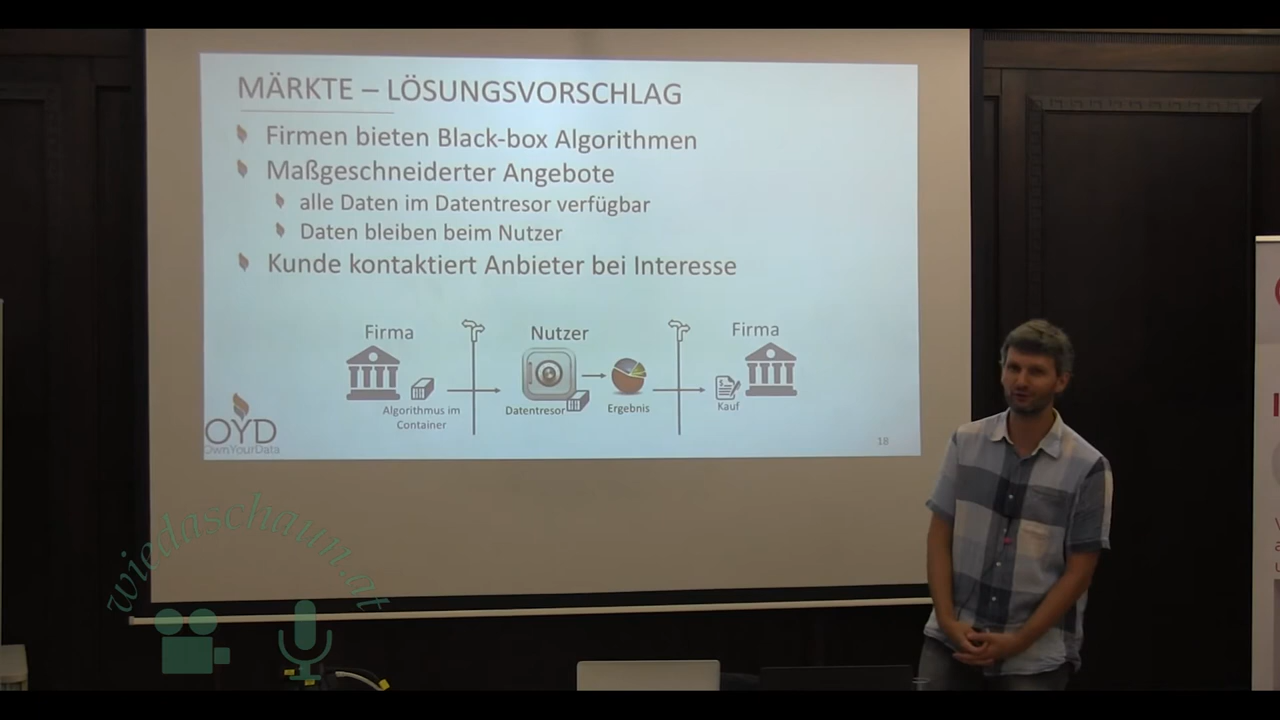 MÄRKTE – LÖSUNGSVORSCHLAG
Firmen bieten Black-box Algorithmen
Maßgeschneiderter Angebote
alle Daten im Datentresor verfügbar
Daten bleiben beim Nutzer
Kunde kontaktiert Anbieter bei Interesse
Firma
Nutzer
Firma
Algorithmus im
Container
Datentresor
Ergebnis
Kauf
OYD
OwnYourData
18
wiedaschaun.at